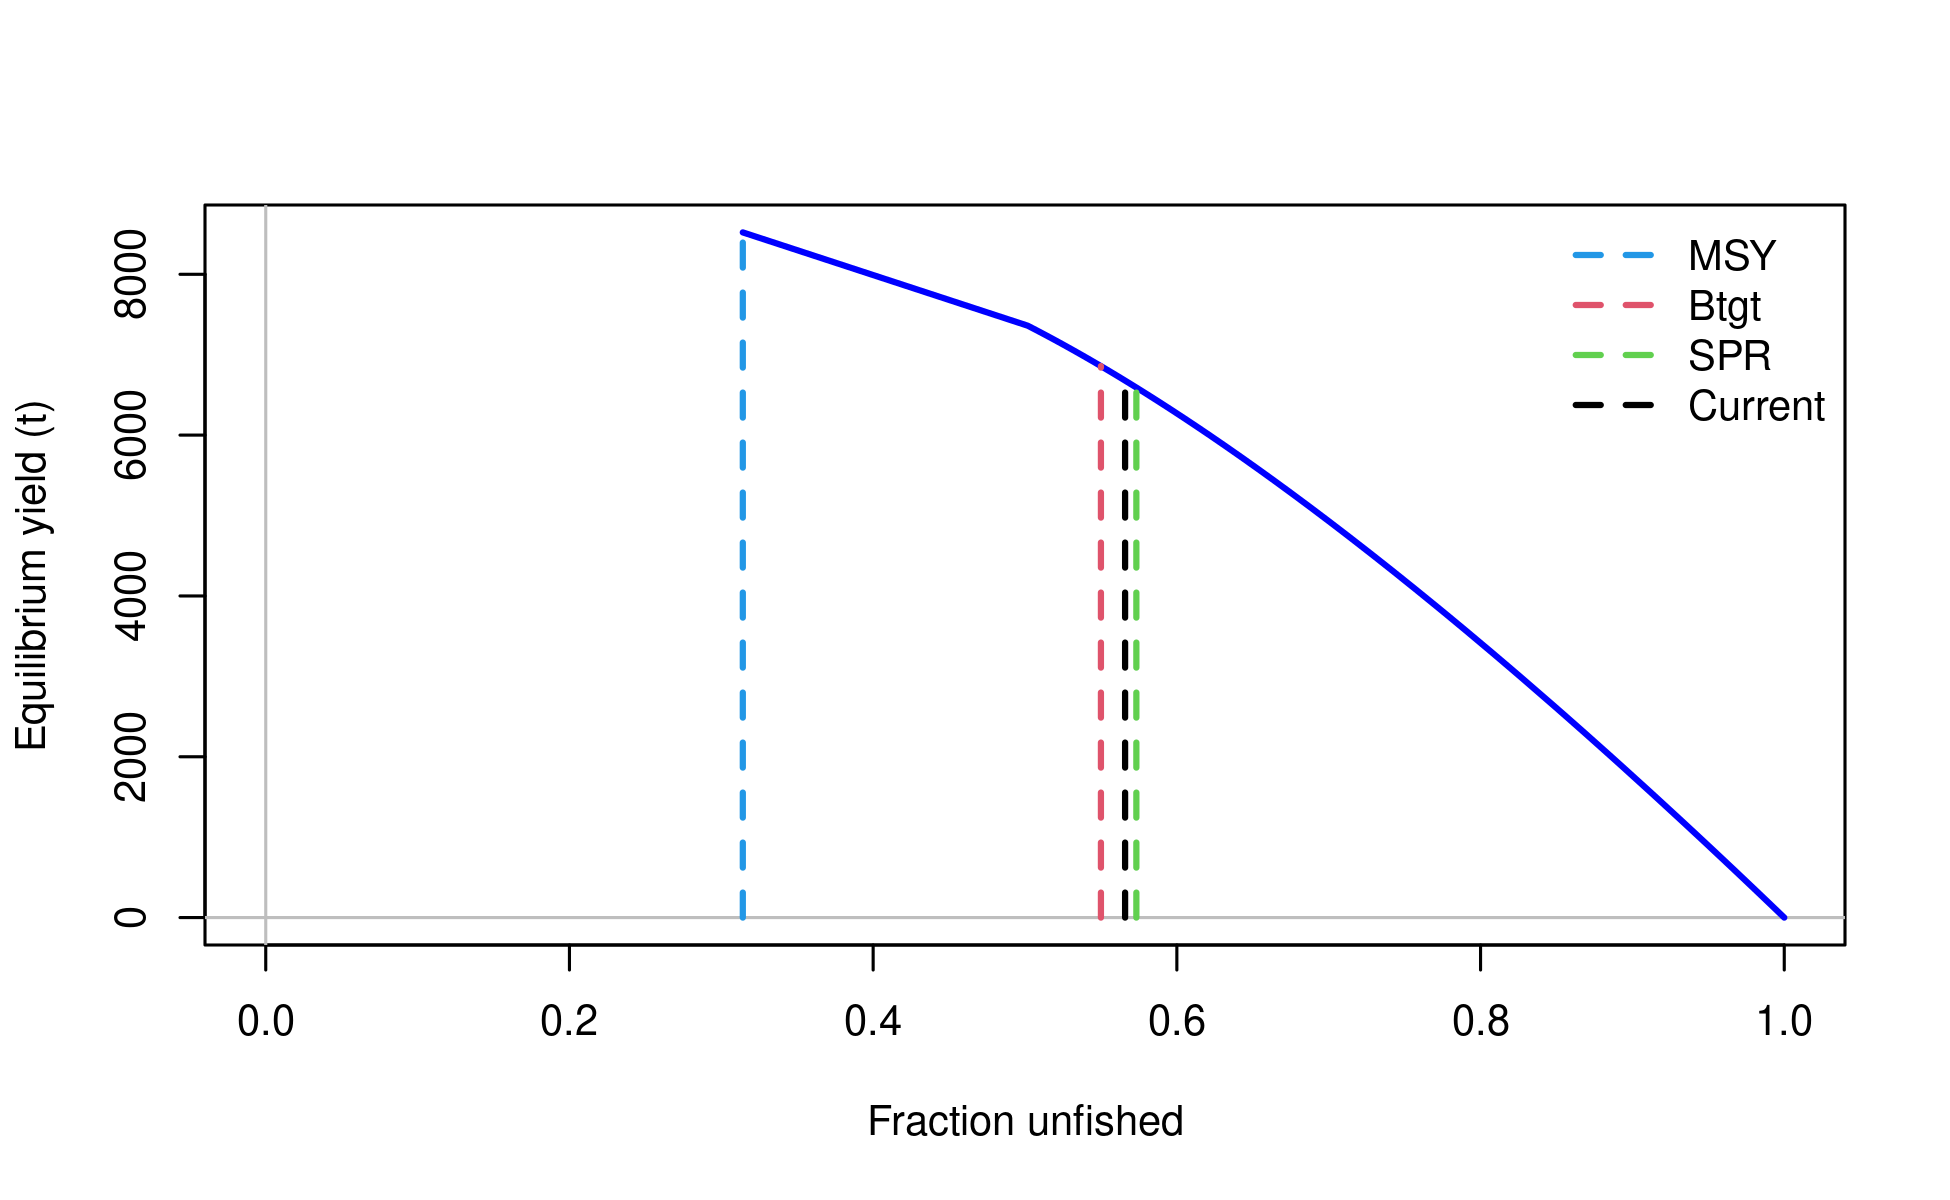 MSY
Btgt
SPR
Current
Equilibrium yield (t)
8000
6000
4000
2000
0
0.0 0.2 0.4 0.6 0.8 1.0
Fraction unfished